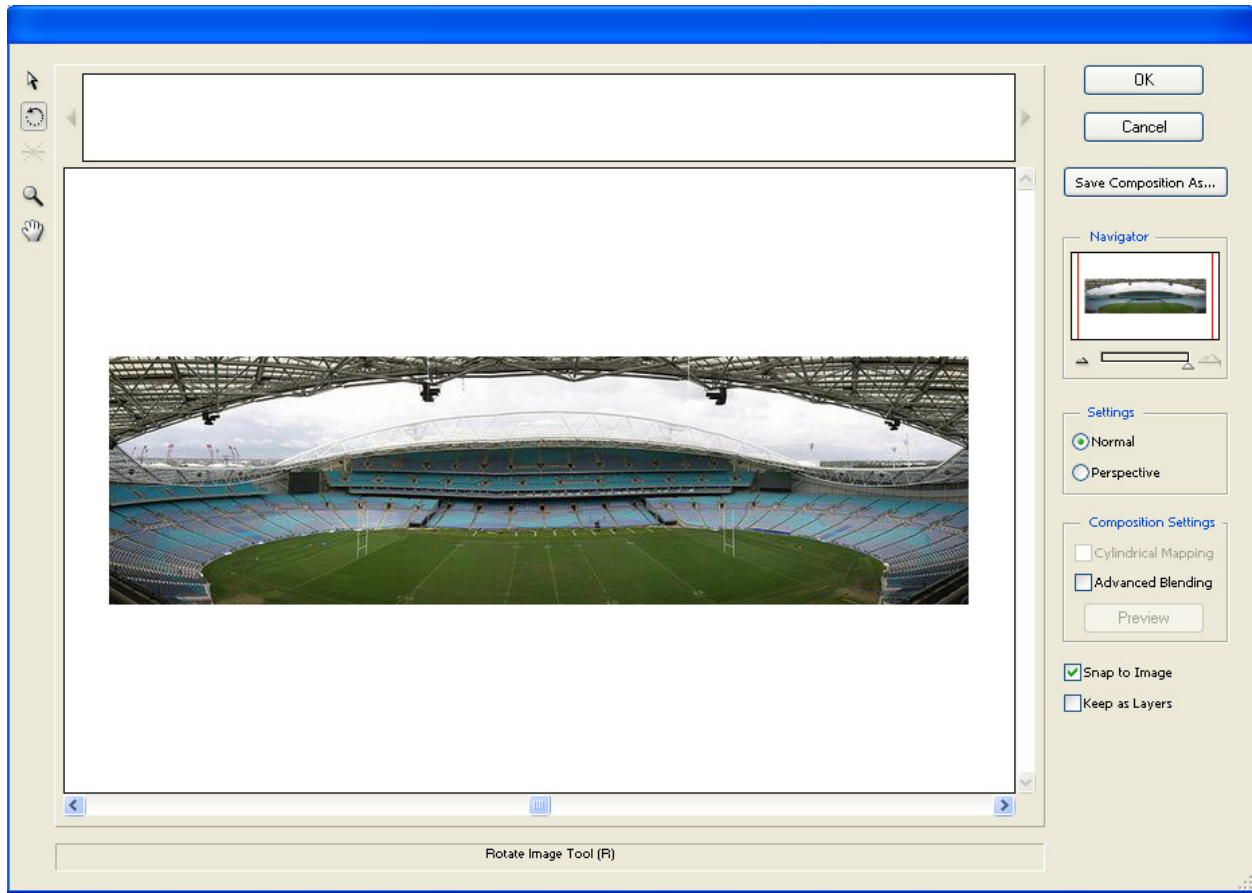 OK
Cancel
Save Composition As...
Navigator
Settings
Normal
Perspective
Composition Settings
Cylindrical Mapping
Advanced Blending
Preview
Snap to Image
Keep as Layers
Rotate Image Tool (R)